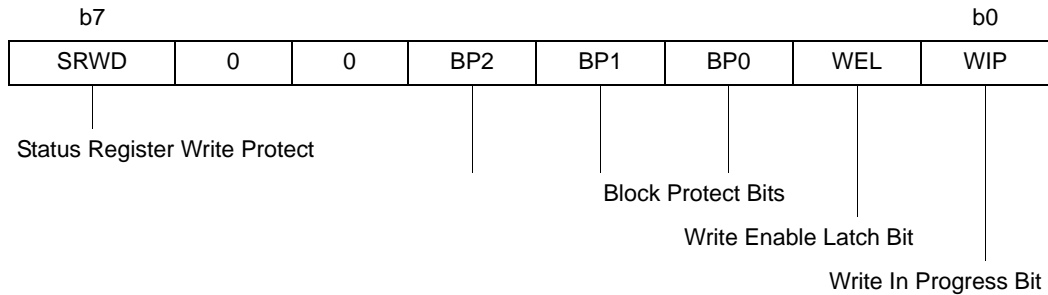 b7 b0
SRWD 0 0 BP2 BP1 BP0 WEL WIP
Status Register Write Protect
Block Protect Bits
Write Enable Latch Bit
Write In Progress Bit